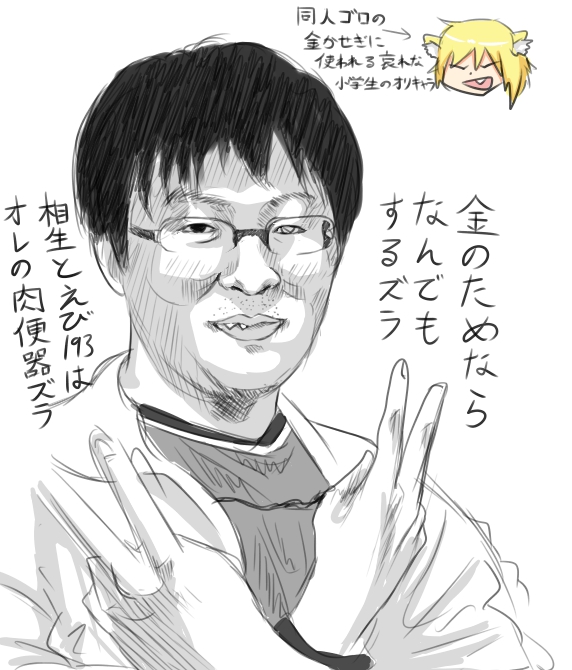 同人ゴロの
金かせぎに
使われる哀れな
小学生のオリキャラ
金のためなら
なんでも
するズラ
相生とえび193は
オレの肉便器ズラ